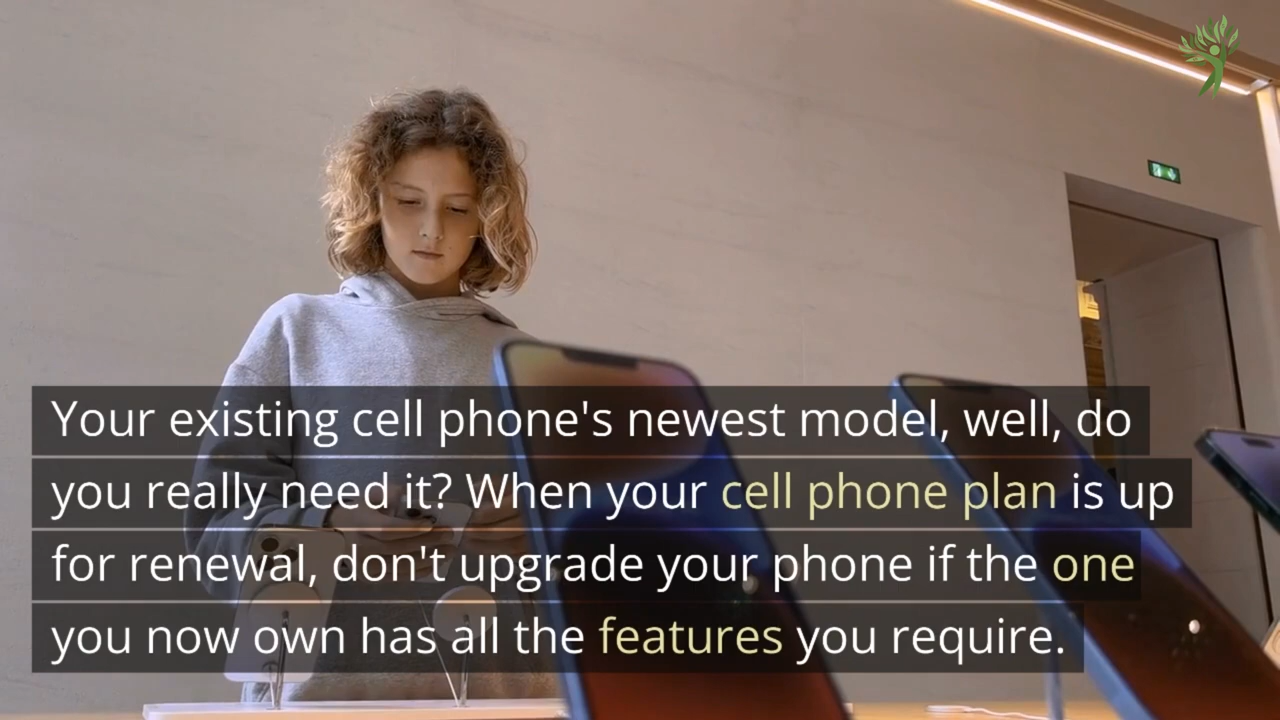 Your existing cell phone's newest model, well, do
you really need it? When your cell phone plan is up
for renewal, don't upgrade your phone if the one
you now own has all the features you require.